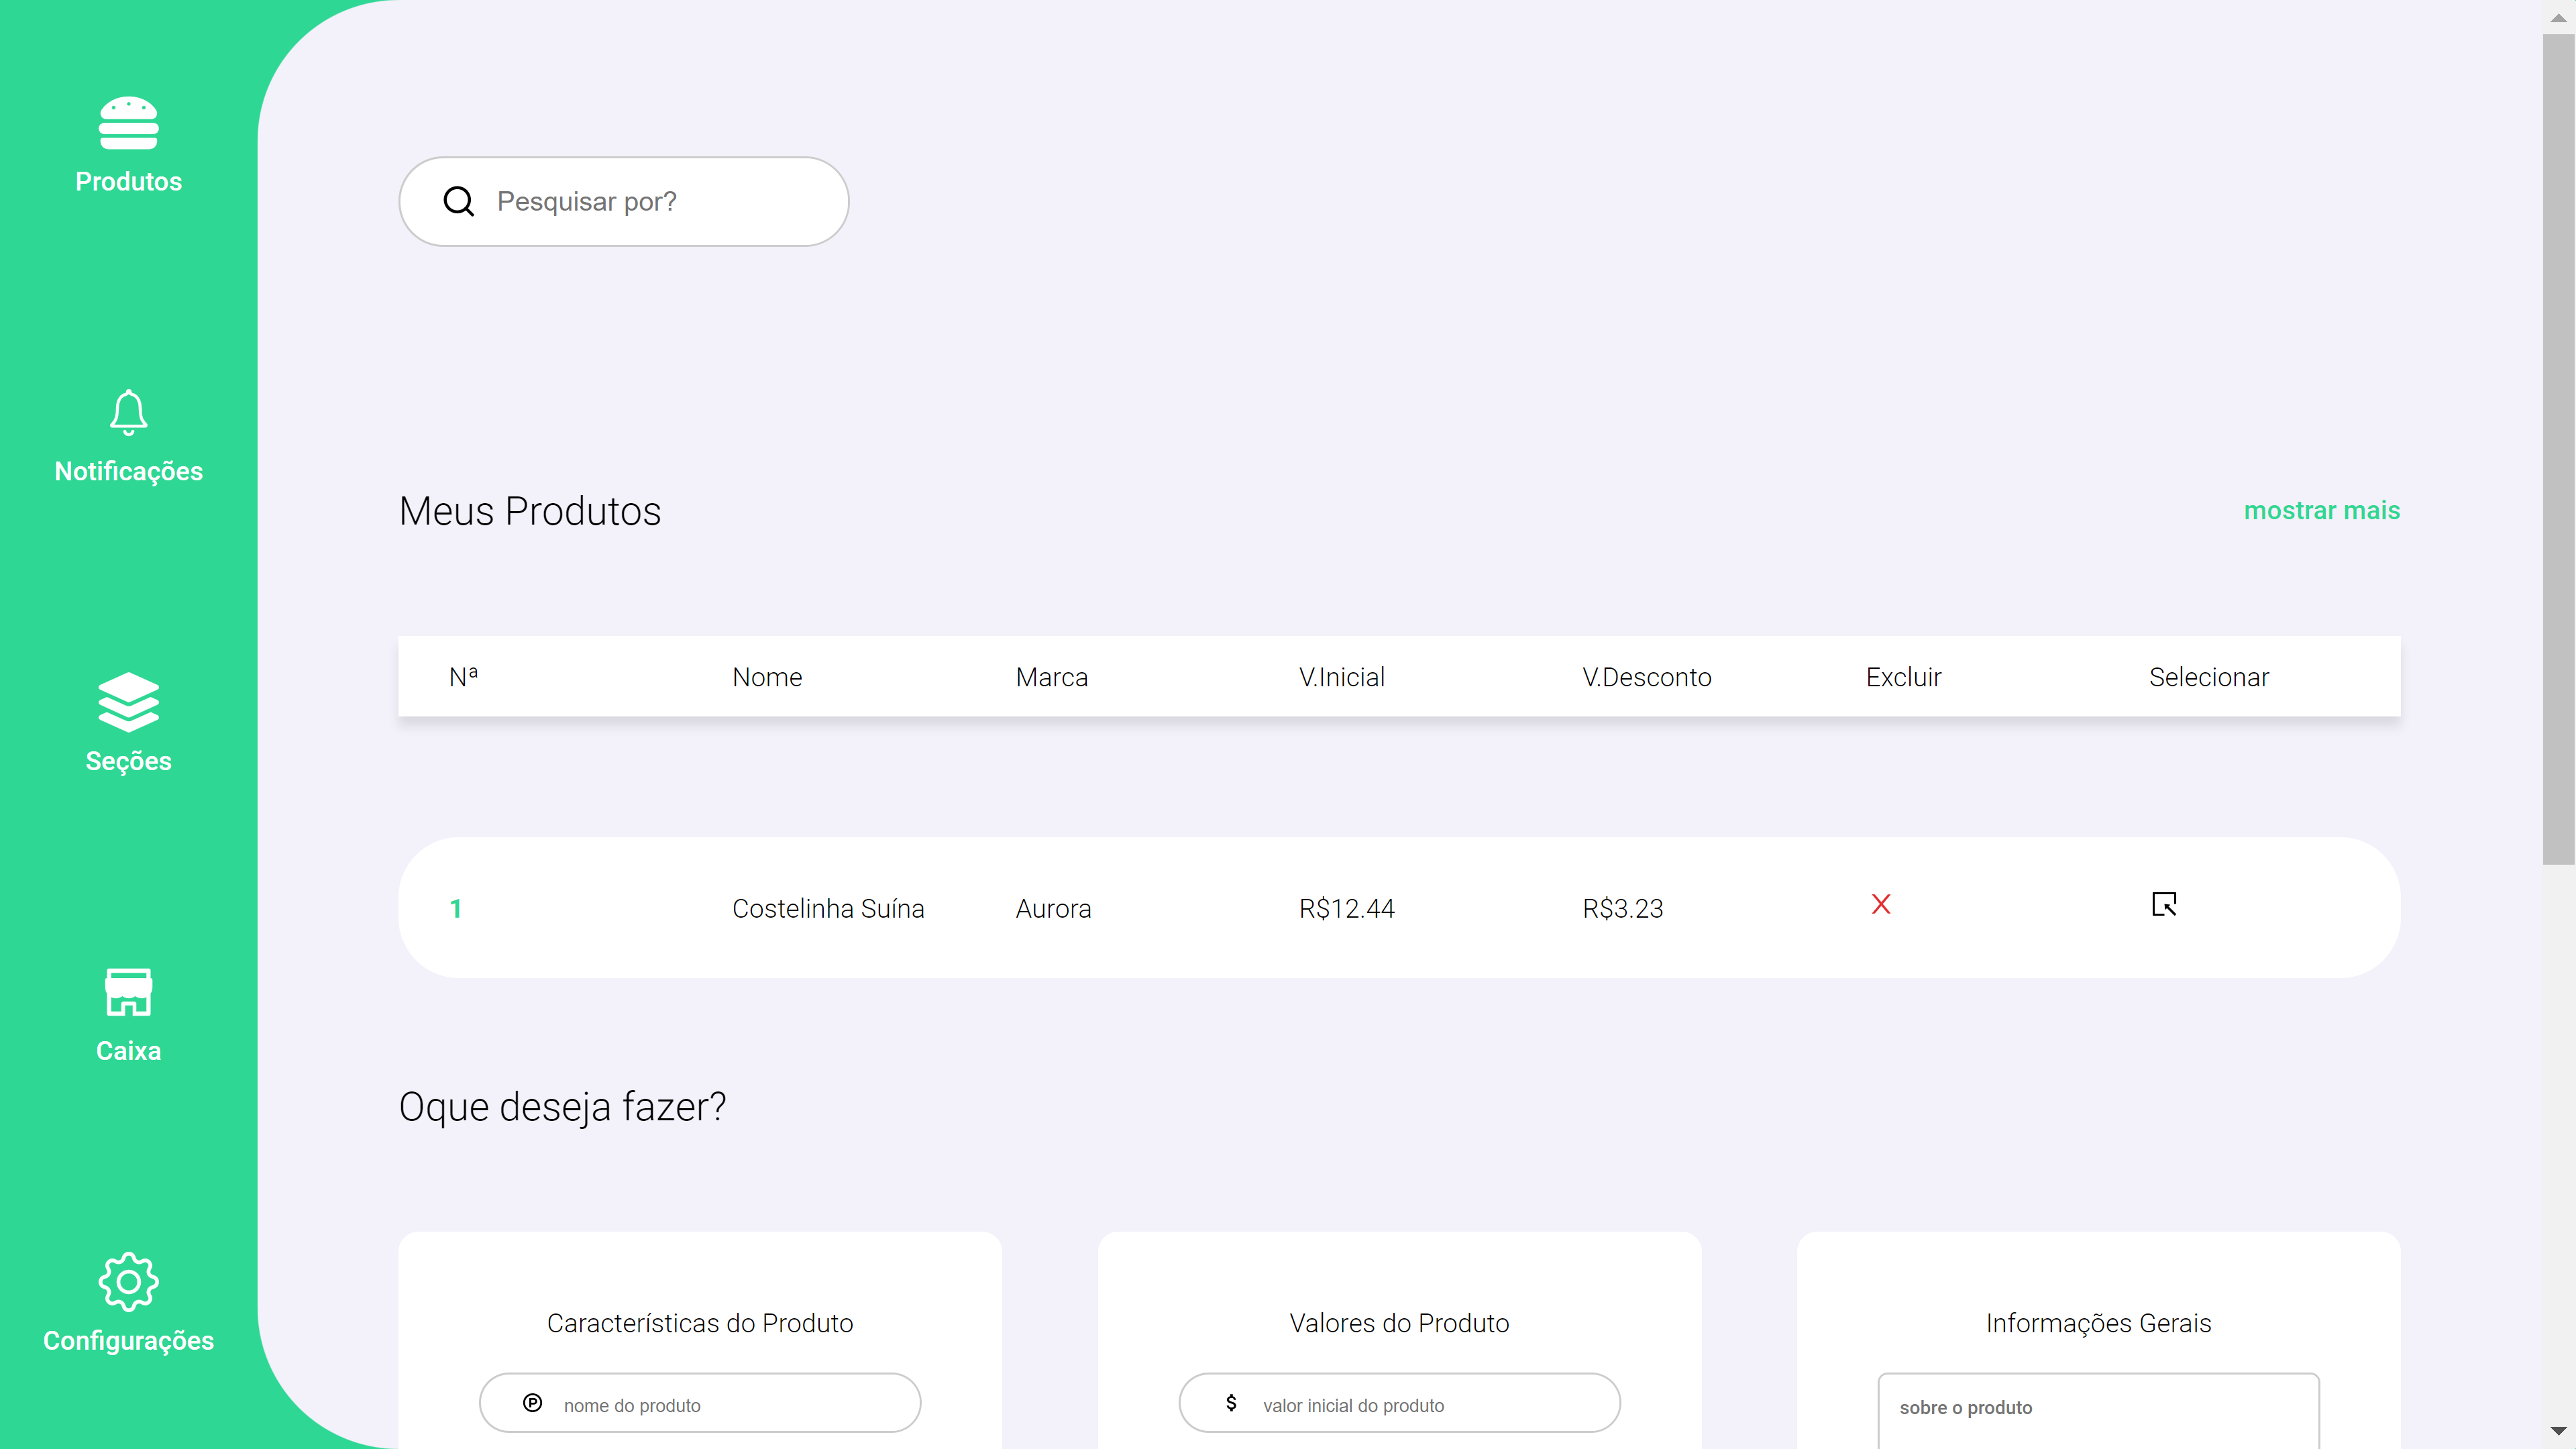 Produtos
Notificações
Seções
Caixa
Configurações
Pesquisar por?
Meus Produtos
mostrar mais
Nª Nome Marca V.Inicial V.Desconto Excluir Selecionar
1 Costelinha Suína Aurora R$12.44 R$3.23
Oque deseja fazer?
Características do Produto
nome do produto
Valores do Produto
$ valor inicial do produto
Informações Gerais
sobre o produto